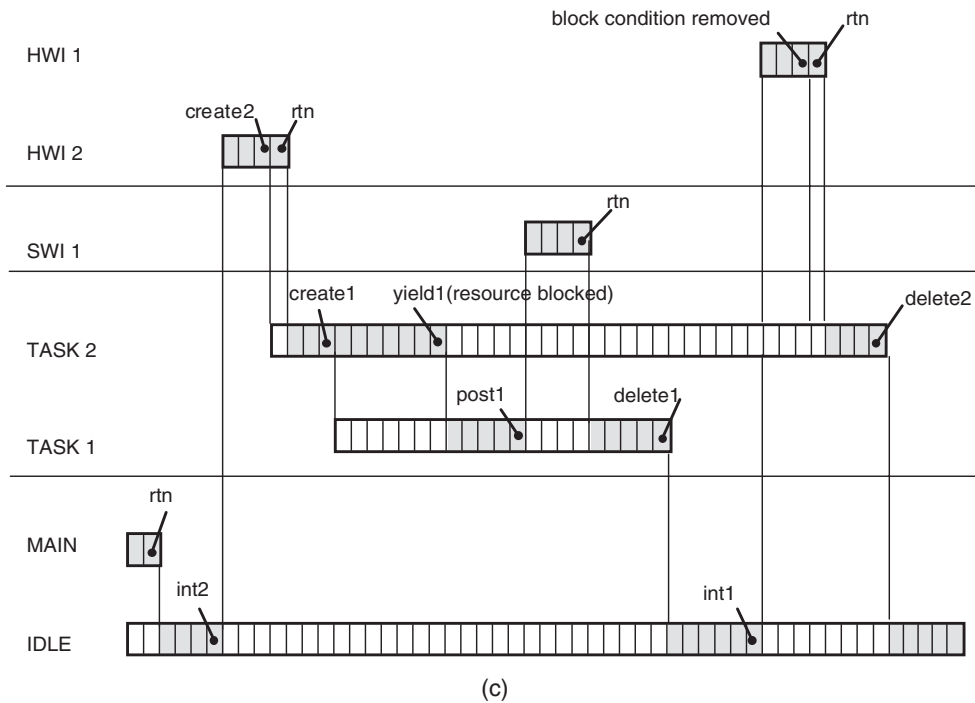 block condition removed
rtn
HWI 1
create2
rtn
HWI 2
rtn
SWI 1
create1
yield1(resource blocked)
delete2
TASK 2
post1
delete1
TASK 1
rtn
MAIN
int2
int1
IDLE
(c)